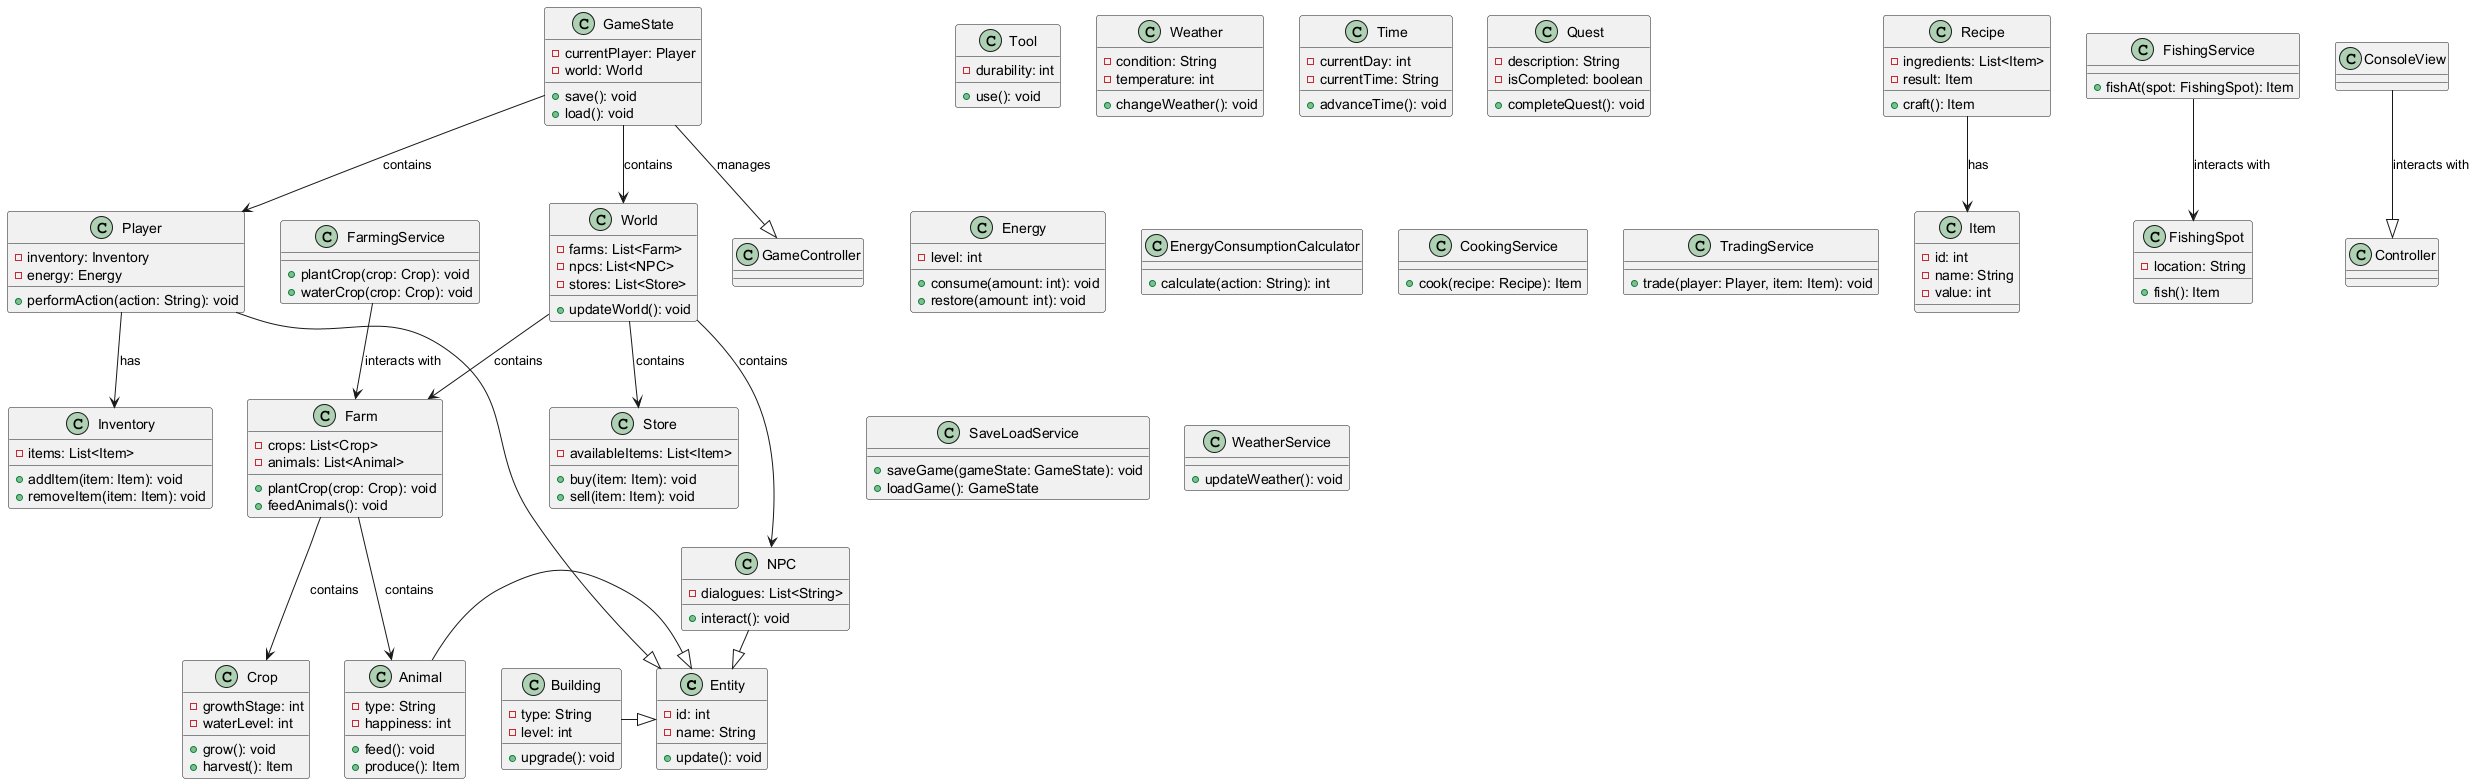 C GameState
currentPlayer: Player
world: World
save(): void
load(): void
C Tool
durability: int
use(): void
C Weather
condition: String
temperature: int
changeWeather(): void
C Time
currentDay: int
currentTime: String
advanceTime(): void
C Quest
description: String
isCompleted: boolean
completeQuest(): void
C Recipe
ingredients: List<Item>
result: Item
craft(): Item
C FishingService
fishAt(spot: FishingSpot): Item
C ConsoleView
contains
contains
manages
has
interacts with
interacts with
C Player
inventory: Inventory
energy: Energy
performAction(action: String): void
C FarmingService
plantCrop(crop: Crop): void
waterCrop(crop: Crop): void
C World
farms: List<Farm>
npcs: List<NPC>
stores: List<Store>
updateWorld(): void
C GameController
C Energy
level: int
consume(amount: int): void
restore(amount: int): void
C EnergyConsumptionCalculator
calculate(action: String): int
C CookingService
cook(recipe: Recipe): Item
C TradingService
trade(player: Player, item: Item): void
C Item
id: int
name: String
value: int
C FishingSpot
location: String
fish(): Item
C Controller
has
interacts with
contains
contains
contains
C Inventory
items: List<Item>
addItem(item: Item): void
removeItem(item: Item): void
C Farm
crops: List<Crop>
animals: List<Animal>
plantCrop(crop: Crop): void
feedAnimals(): void
C Store
availableItems: List<Item>
buy(item: Item): void
sell(item: Item): void
C SaveLoadService
saveGame(gameState: GameState): void
loadGame(): GameState
C WeatherService
updateWeather(): void
C NPC
dialogues: List<String>
interact(): void
contains
contains
C Crop
growthStage: int
waterLevel: int
grow(): void
harvest(): Item
C Animal
type: String
happiness: int
feed(): void
produce(): Item
C Building
type: String
level: int
upgrade(): void
C Entity
id: int
name: String
update(): void